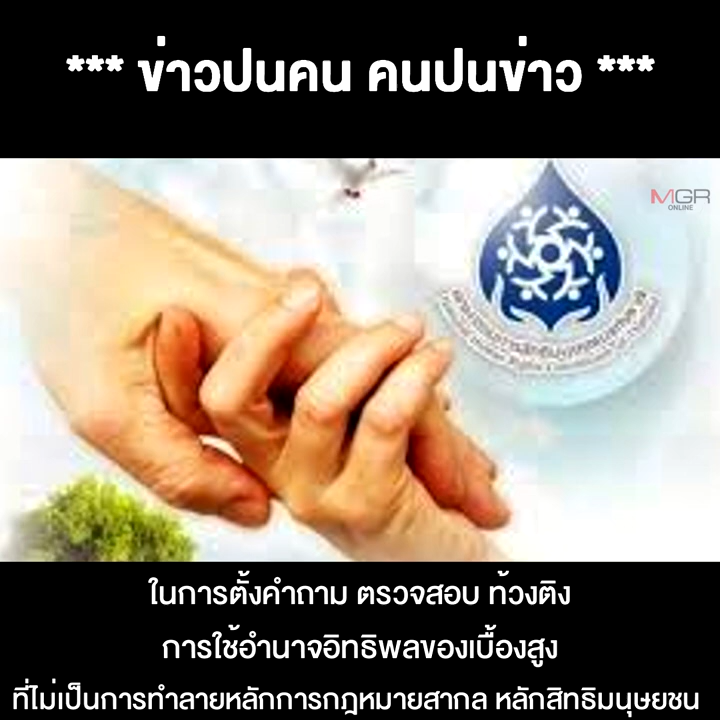 *** ข่าวปนคน คนปนข่าว ***
MGR
ONLINE
ในการตั้งคำถาม ตรวจสอบ ท้วงติง
การใช้อำนาจอิทธิพลของเบื้องสูง
ที่ไม่เป็นการทำลายหลักการกฎหมายสากล หลักสิทธิมนุษยชน